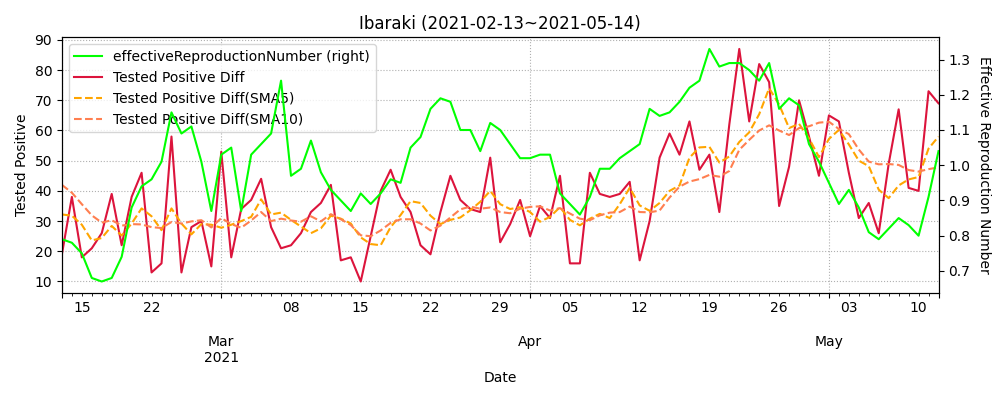 Ibaraki (2021-02-13~2021-05-14)
effectiveReproductionNumber (right)
Tested Positive Diff
Tested Positive Diff(SMA5)
Tested Positive Diff(SMA10)
Tested Positive
90
80
70
60
50
40
30
20
10
1.3
1.2
1.1
1.0
0.9
0.8
0.7
Effective Reproduction Number
15 22 08 15 22 29 05 12 19 26 03 10
Mar Apr May
2021
Date